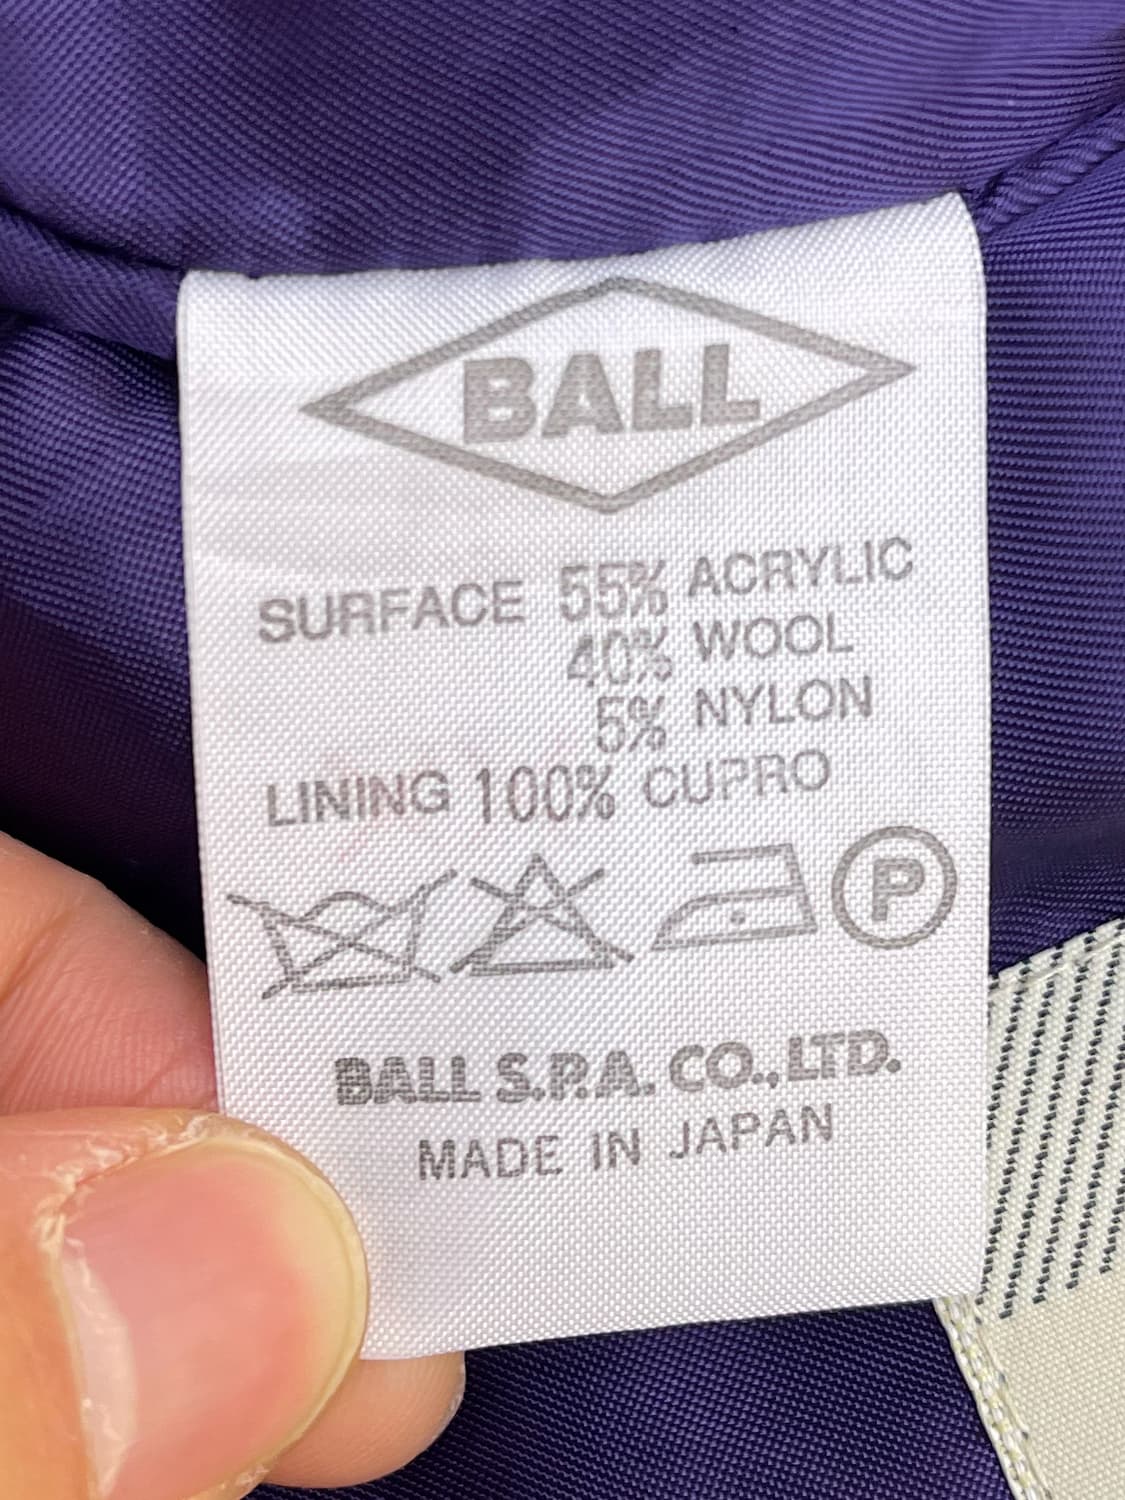 BALL
SURFACE 55% ACRYLIC
40% WOOL
5% NYLON
LINING 100% CUPRO
P
BALL S.P.A. CO.,LTD.
MADE IN JAPAN